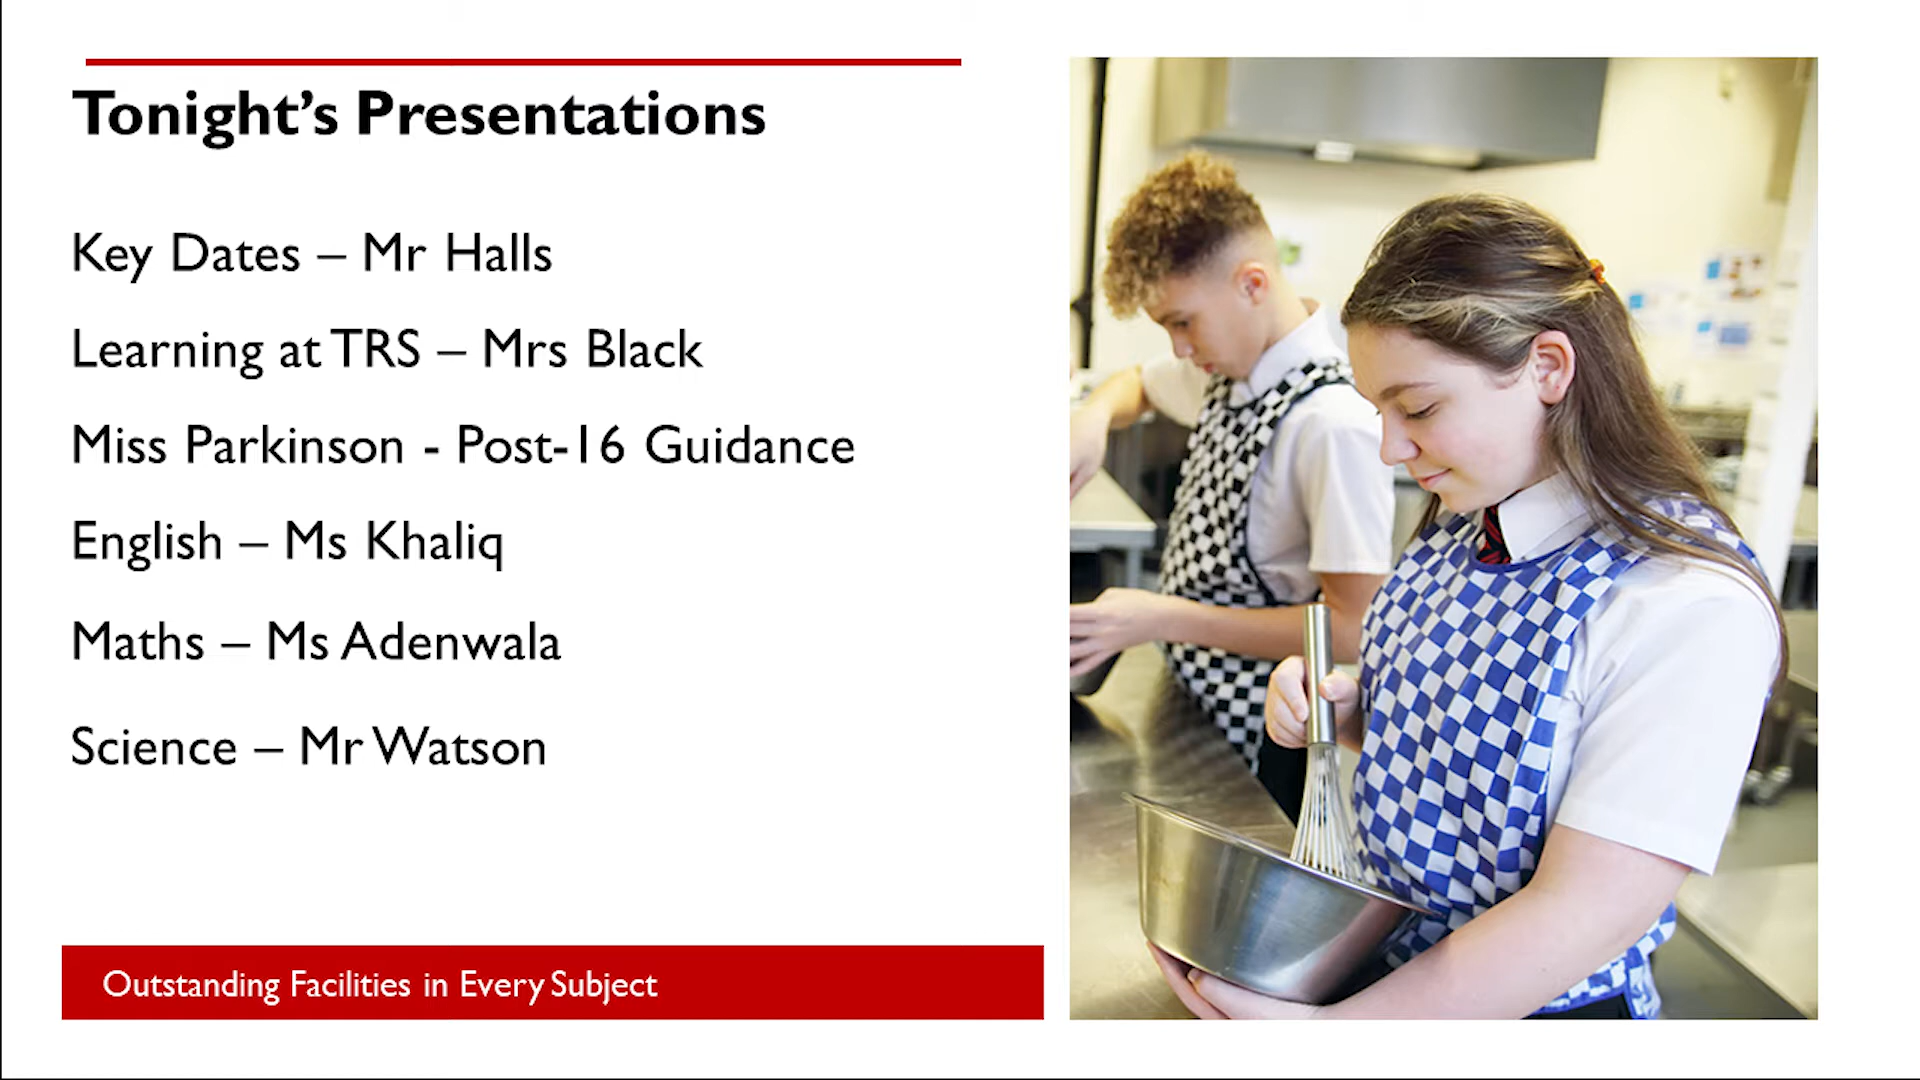 Tonight’s Presentations
Key Dates – Mr Halls
Learning at TRS – Mrs Black
Miss Parkinson - Post-16 Guidance
English – Ms Khaliq
Maths – Ms Adenwala
Science – Mr Watson
Outstanding Facilities in Every Subject